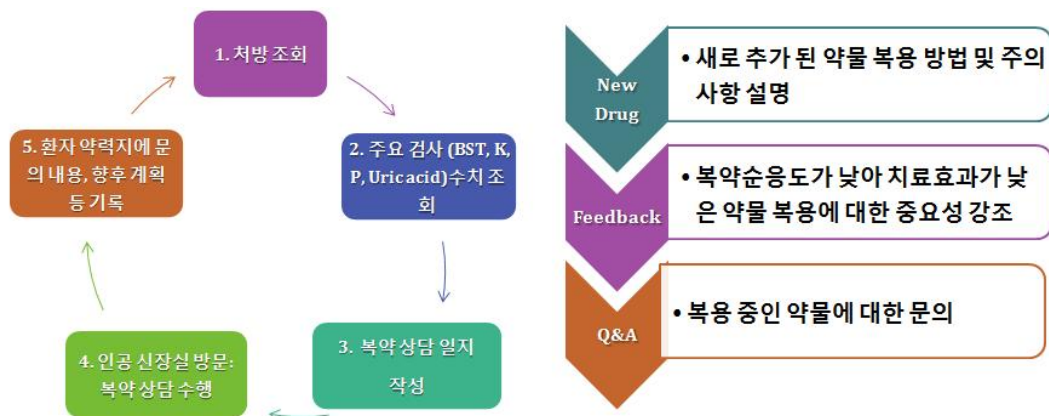 1. 처방 조회
2. 주요 검사 (BST, K,
P, Uric acid)수치 조
회
3. 복약 상담 일지
작성
4. 인공 신장실 방문:
복약 상담 수행
5. 환자 약력지에 문
의 내용, 향후 계획
등 기록
New
Drug
• 새로 추가 된 약물 복용 방법 및 주의
사항 설명
Feedback
• 복약순응도가 낮아 치료효과가 낮
은 약물 복용에 대한 중요성 강조
Q&A
• 복용 중인 약물에 대한 문의